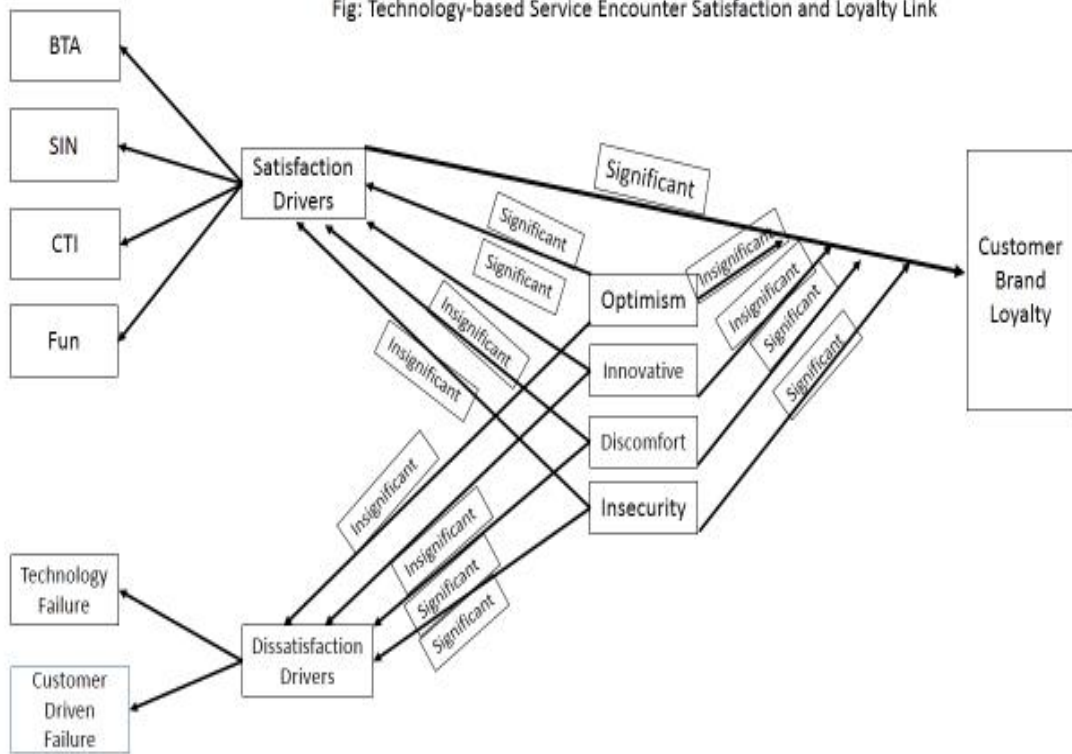 Fig: Technology-based Service Encounter Satisfaction and Loyalty Link
BTA
SIN
CTI
Fun
Satisfaction
Drivers
Significant
Significant
Significant
Insignificant
Insignificant
Optimism
Innovative
Discomfort
Insecurity
Insignificant
Insignificant
Significant
Significant
Customer
Brand
Loyalty
Insignificant
Insignificant
Significant
Significant
Technology
Failure
Customer
Driven
Failure
Dissatisfaction
Drivers